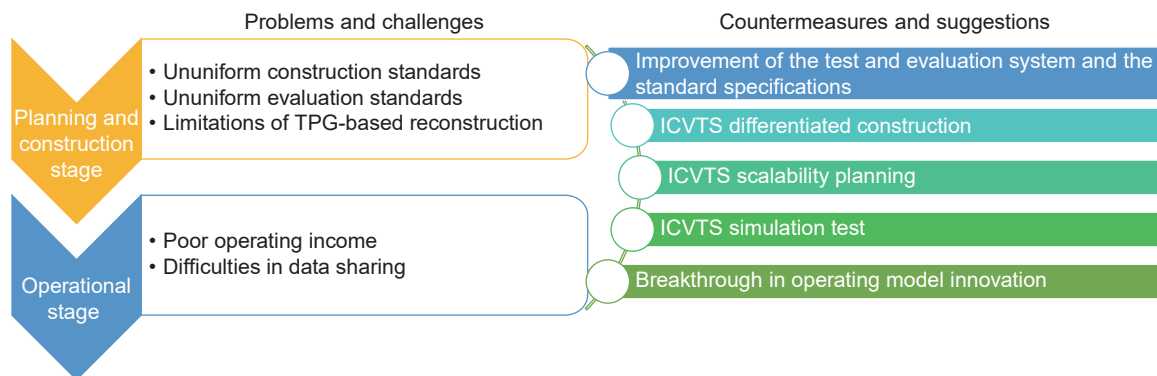 Problems and challenges
Countermeasures and suggestions
Planning and
construction
stage
• Ununiform construction standards
• Ununiform evaluation standards
• Limitations of TPG-based reconstruction
Operational
stage
• Poor operating income
• Difficulties in data sharing
Improvement of the test and evaluation system and the
standard specifications
ICVTS differentiated construction
ICVTS scalability planning
ICVTS simulation test
Breakthrough in operating model innovation